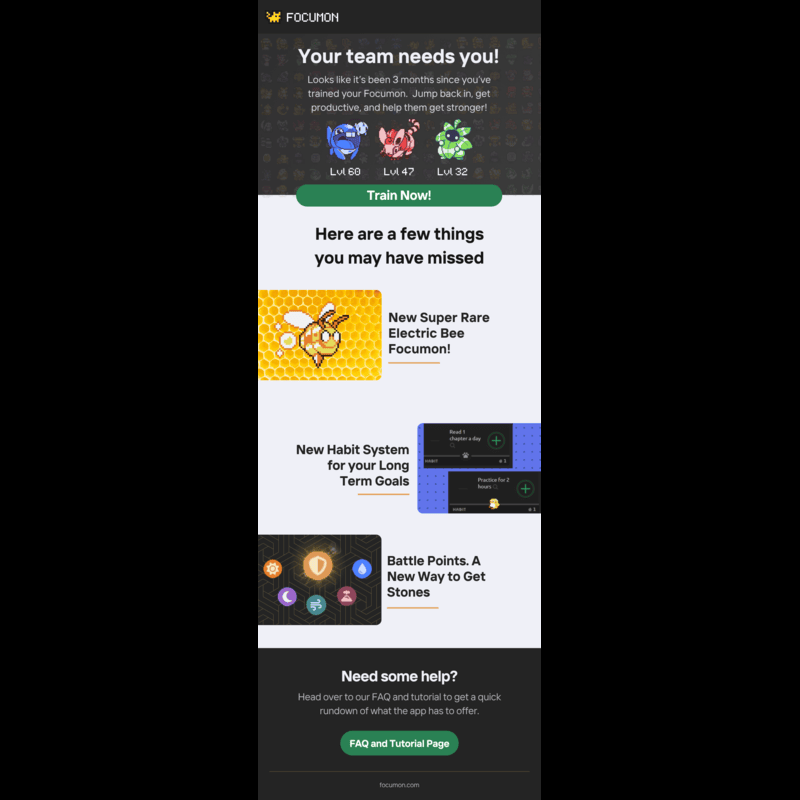 FOCUMON
Your team needs you!
Looks like it's been 3 months since you've
trained your Focumon. Jump back in, get
productive, and help them get stronger!
Lvl 60
Lvl 47
Lvl 32
Train Now!
Here are a few things
you may have missed
New Super Rare
Electric Bee
Focumon!
New Habit System
for your Long
Term Goals
Read 1
chapter a day
HABIT
5
Practice for 2
hours
HABIT
5
Battle Points. A
New Way to Get
Stones
Need some help?
Head over to our FAQ and tutorial to get a quick
rundown of what the app has to offer.
FAQ and Tutorial Page
focumon.com